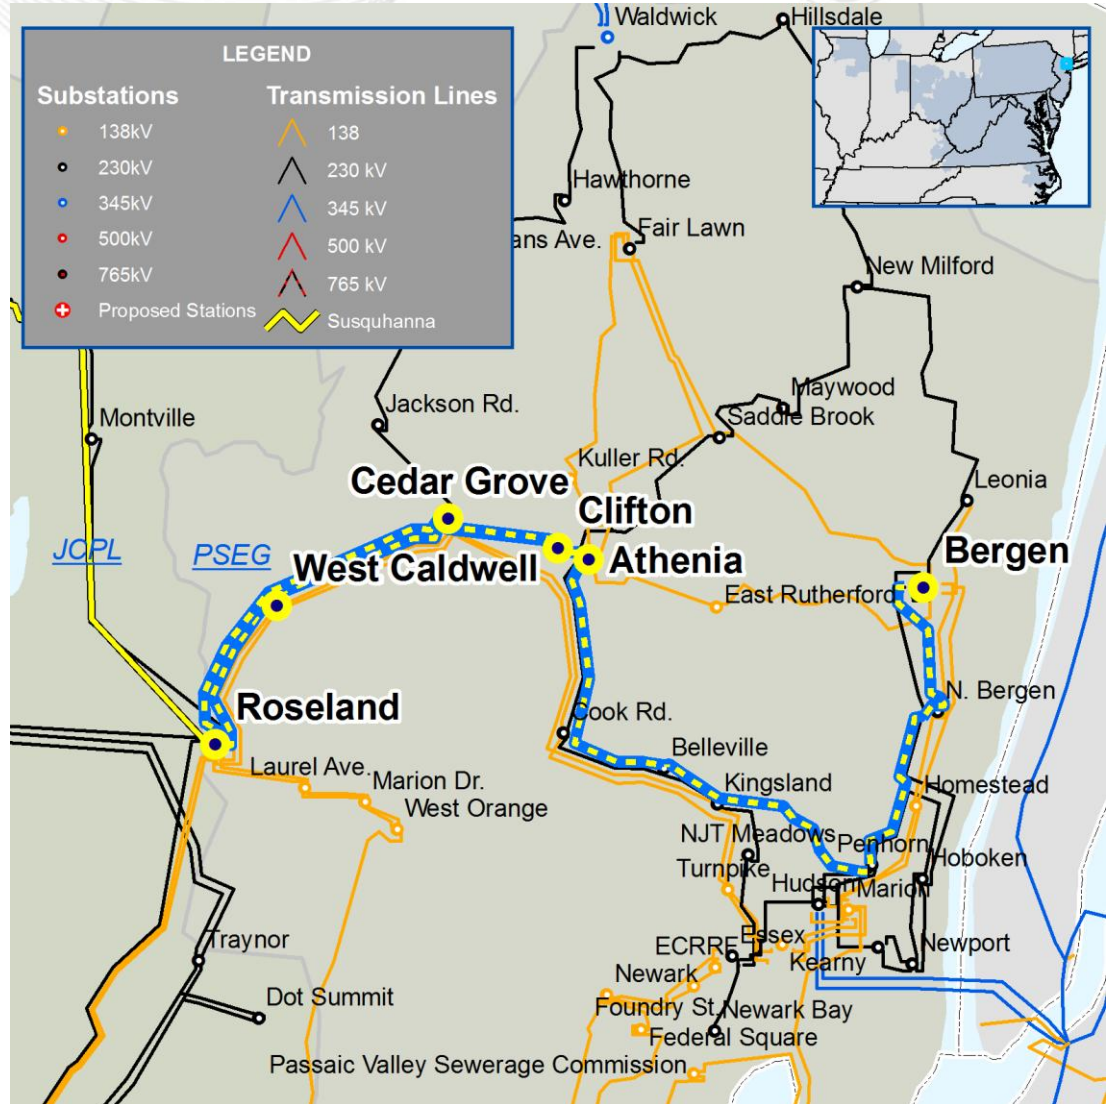 LEGEND
Substations
138kV
230kV
345kV
500kV
765kV
Proposed Stations
Transmission Lines
138
230 kV
345 kV
500 kV
765 kV
Susquhanna
Waldwick
Hillsdale
Hawthorne
ans Ave.
Fair Lawn
New Milford
Montville
Jackson Rd.
Maywood
Saddle Brook
Kuller Rd.
Leonia
Cedar Grove
Clifton
JCPL
PSEG
West Caldwell
Athenia
Bergen
East Rutherford
Roseland
N. Bergen
Cook Rd.
Belleville
Laurel Ave.
Marion Dr.
West Orange
Kingsland
Homestead
NJT Meadows
Penhorn
Turnpike
Hoboken
Hudson
Marion
Traynor
Essex
ECRRF
Newport
Kearny
Newark
Dot Summit
Foundry St.
Newark Bay
Federal Square
Passaic Valley Sewerage Commission